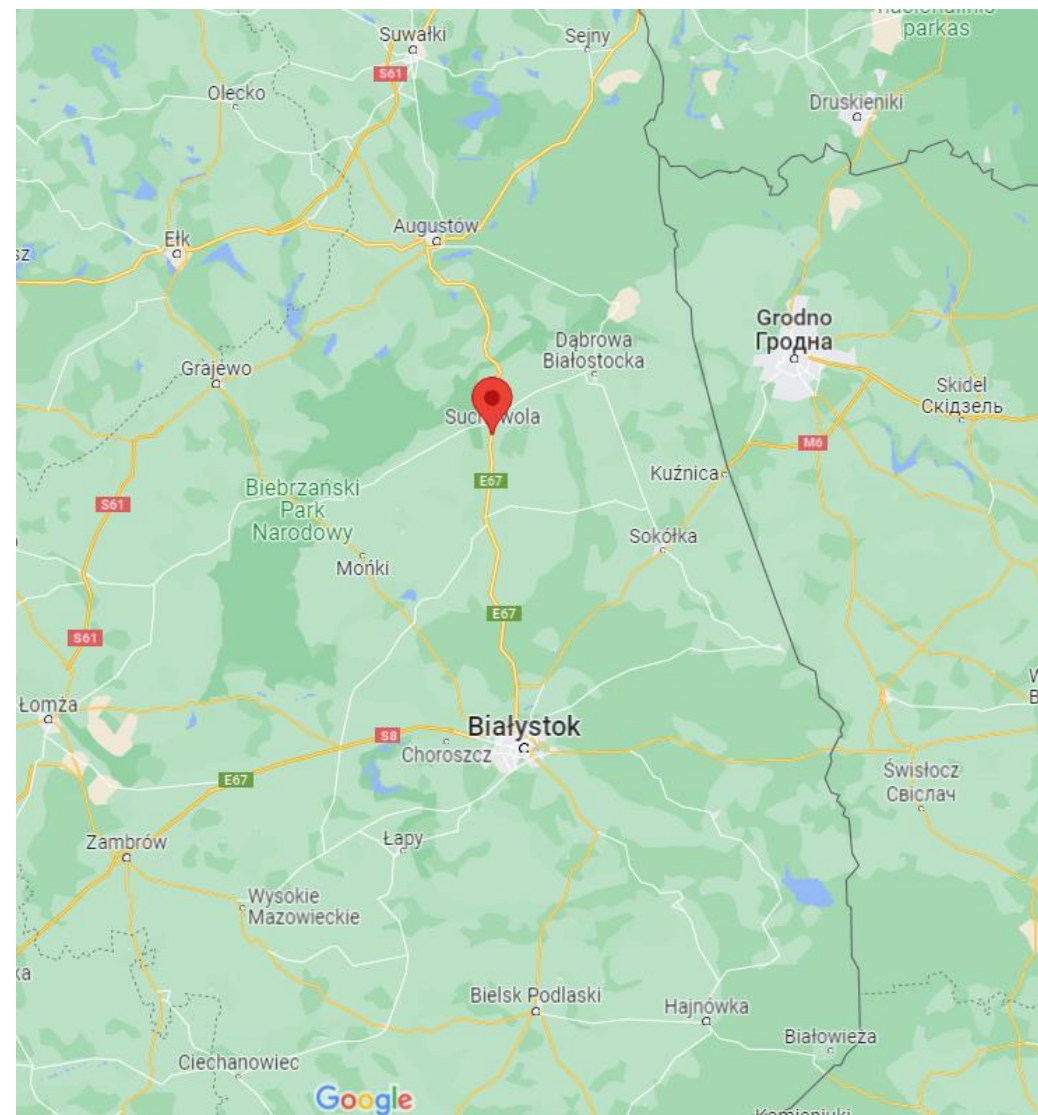 parkas
Suwałki
Sejny
S61
Olecko
Druskieniki
Augustów
Ełk
sz
Grodno
Гродна
Dąbrowa
Białostocka
Grajewo
Skidel
Скідзель
Suchowola
M6
Kuźnica
E67
Biebrzański
Park
Narodowy
S61
Sokółka
Mońki
E67
S61
Łomża
Białystok
S8
Choroszcz
E67
Świsłocz
Свіслач
Zambrów
Łapy
Wysokie
Mazowieckie
Bielsk Podlaski
Hajnówka
Białowieża
Ciechanowiec
Google